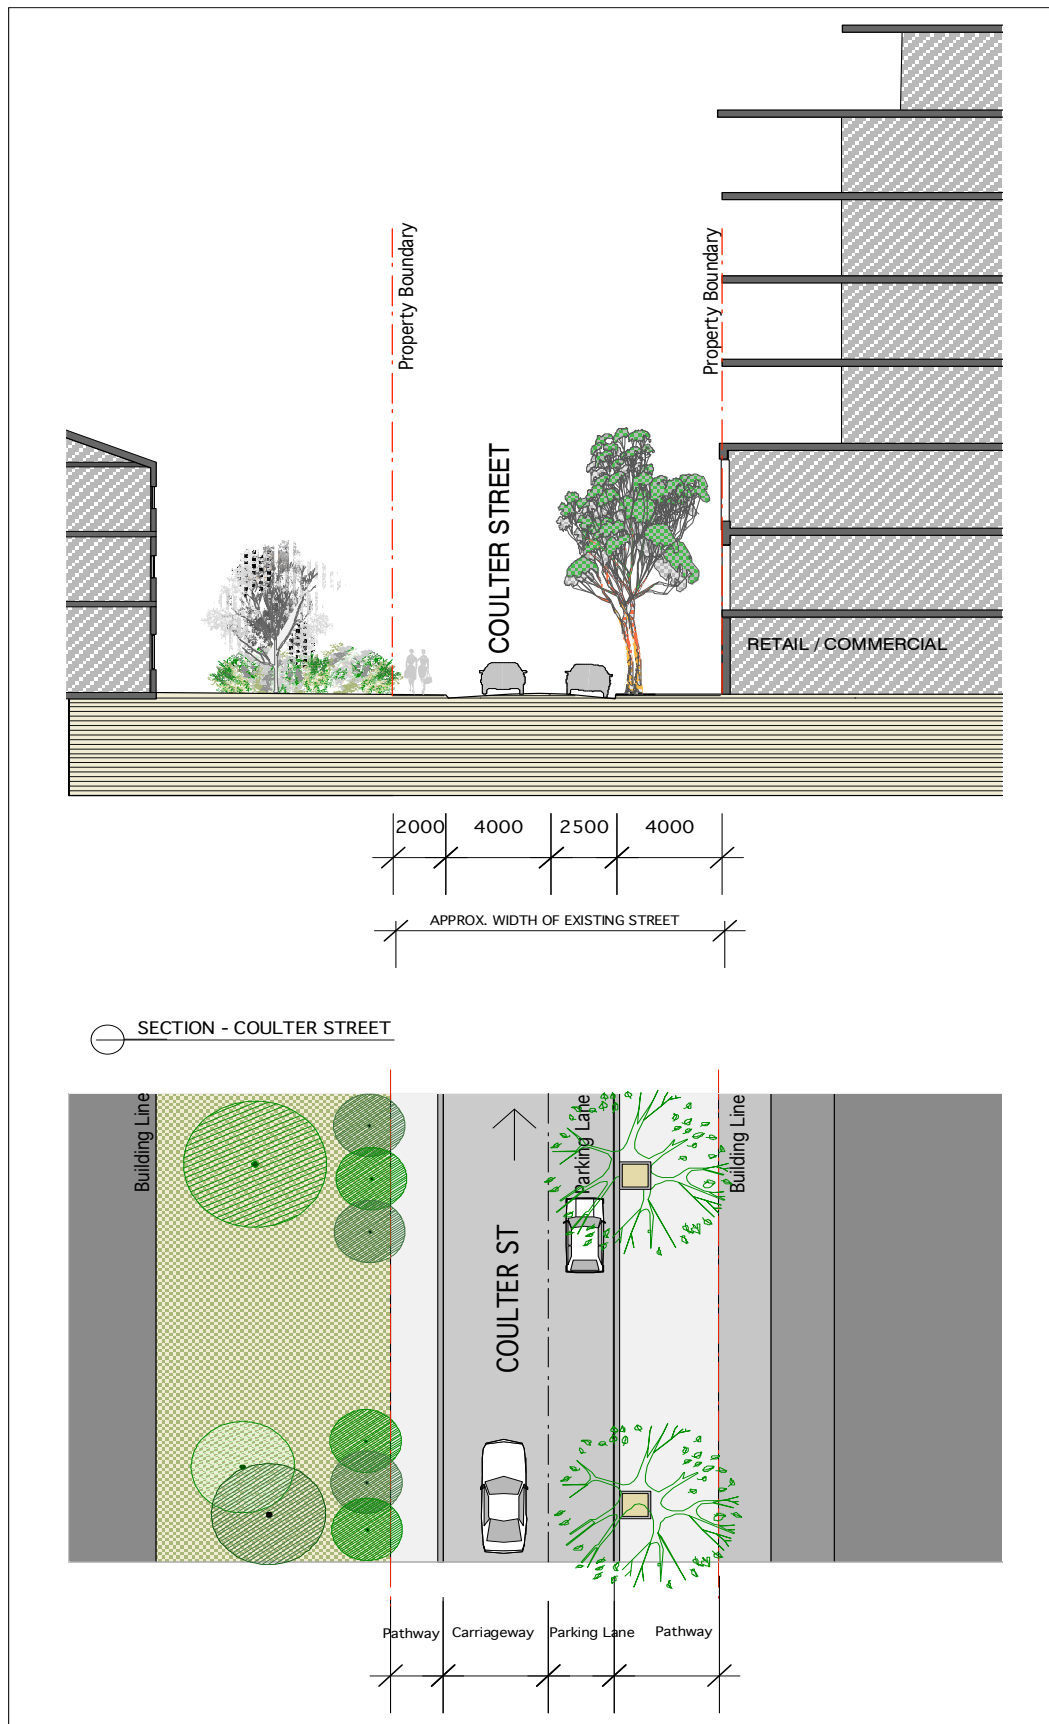 Property Boundary
Property Boundary
COULTER STREET
RETAIL / COMMERCIAL
2000 4000 2500 4000
APPROX. WIDTH OF EXISTING STREET
SECTION - COULTER STREET
Building Line
Parking Lane
Building Line
COULTER ST
Pathway Carriageway Parking Lane Pathway